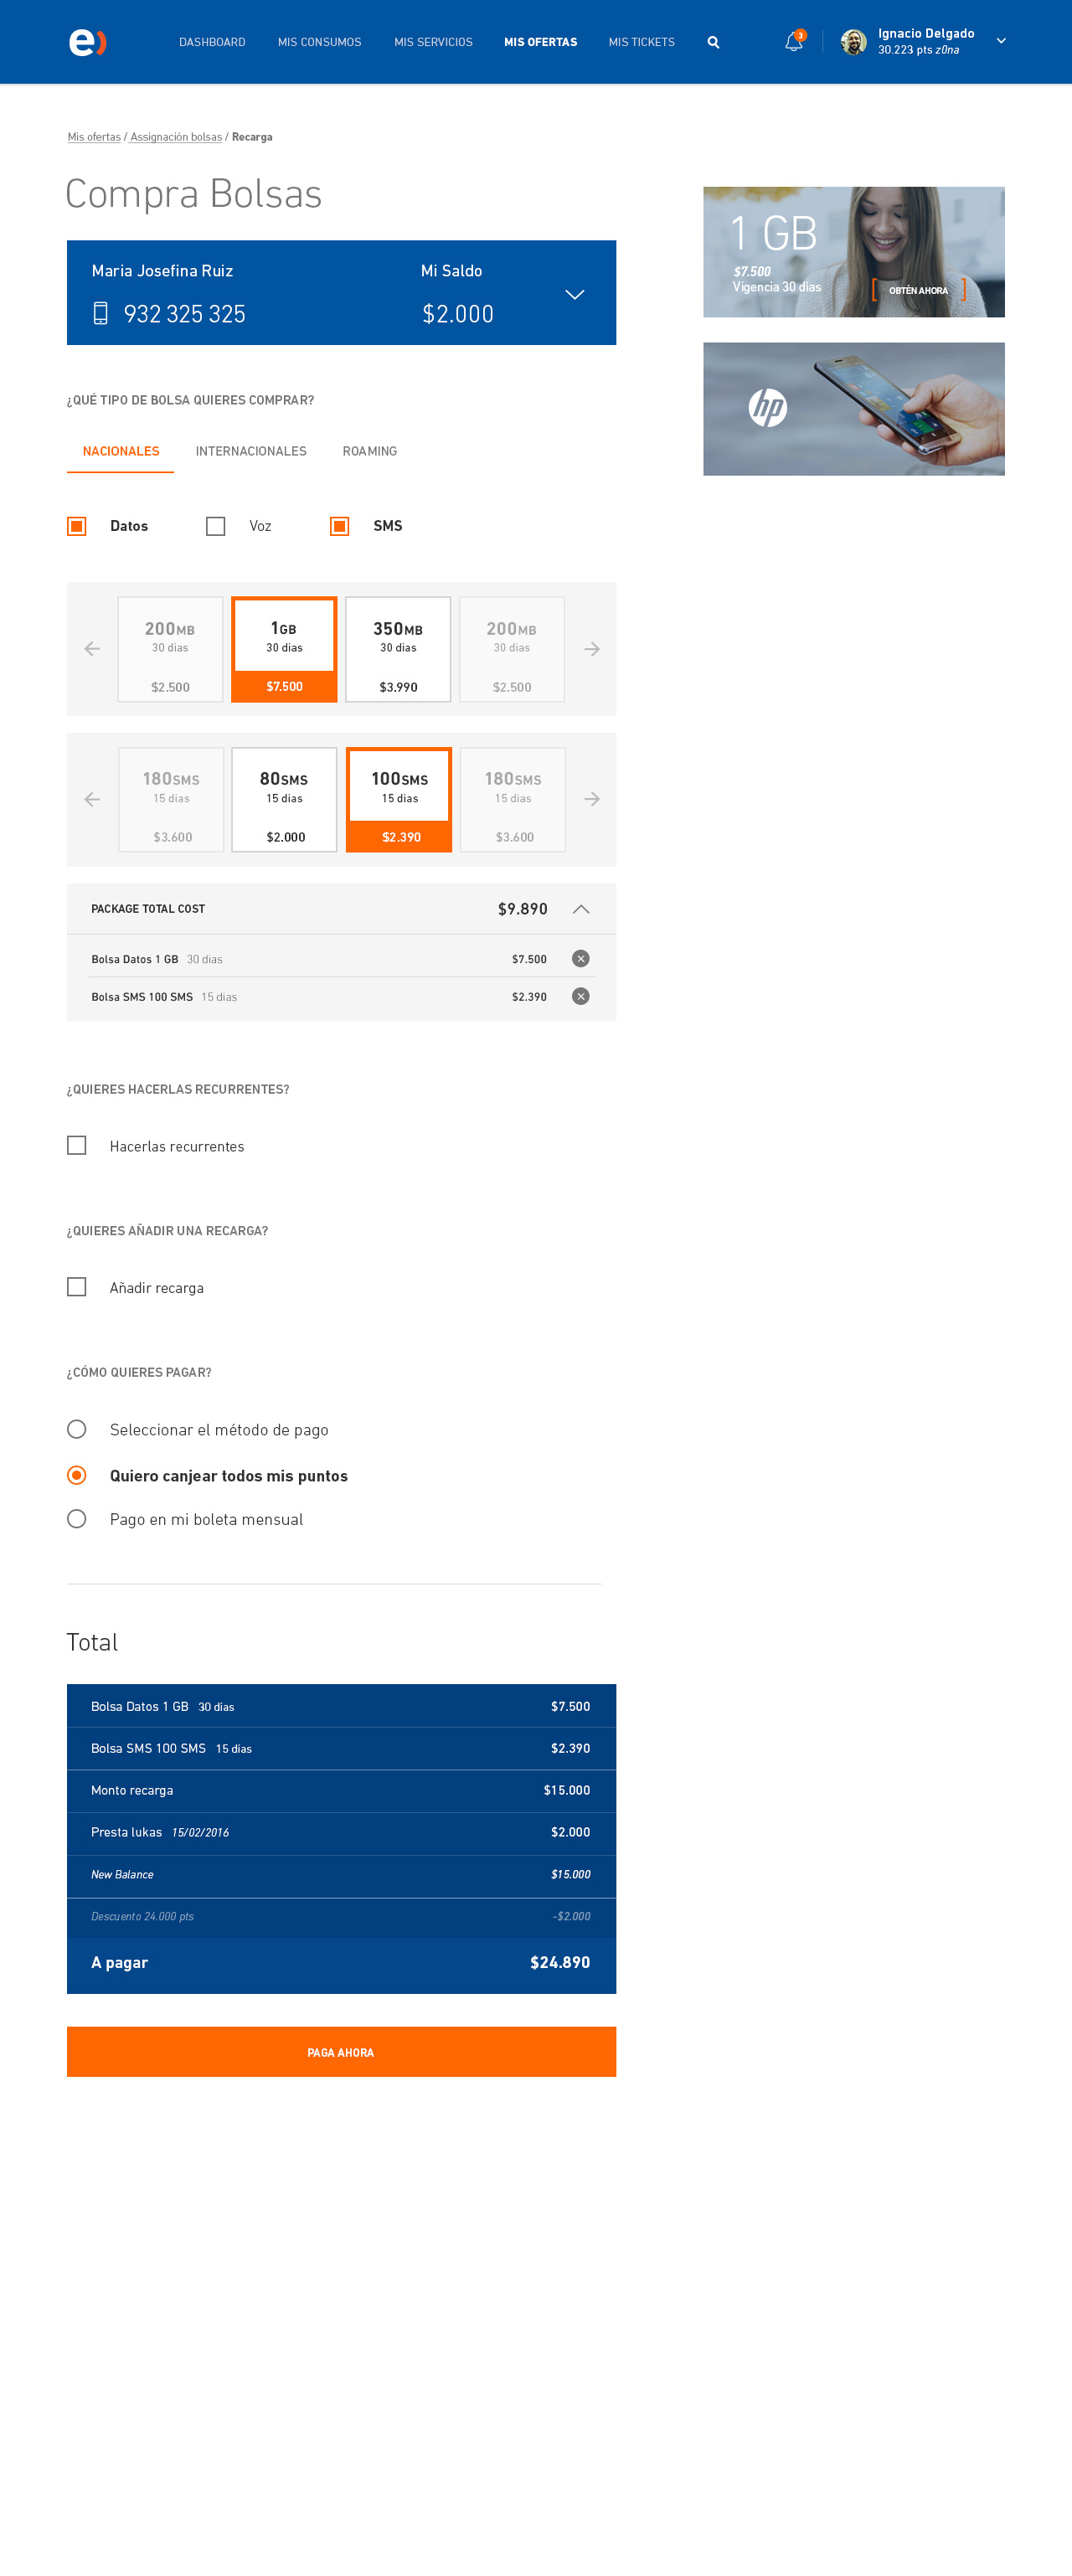 e)
DASHBOARD MIS CONSUMOS MIS SERVICIOS MIS OFERTAS MIS TICKETS
3
Ignacio Delgado
30.223 pts z0na
Mis ofertas / Assignación bolsas / Recarga
Compra Bolsas
1 GB
$7.500
Vigencia 30 días
OBTÉN AHORA
hp
Maria Josefina Ruiz Mi Saldo
932 325 325 $2.000
¿QUÉ TIPO DE BOLSA QUIERES COMPRAR?
NACIONALES INTERNACIONALES ROAMING
Datos Voz SMS
200MB 1GB 350MB 200MB
30 dias 30 dias 30 dias 30 dias
$2.500 $7.500 $3.990 $2.500
180SMS 80SMS 100SMS 180SMS
15 dias 15 dias 15 dias 15 dias
$3.600 $2.000 $2.390 $3.600
PACKAGE TOTAL COST $9.890
Bolsa Datos 1 GB 30 dias $7.500
Bolsa SMS 100 SMS 15 dias $2.390
¿QUIERES HACERLAS RECURRENTES?
Hacerlas recurrentes
¿QUIERES AÑADIR UNA RECARGA?
Añadir recarga
¿CÓMO QUIERES PAGAR?
Seleccionar el método de pago
Quiero canjear todos mis puntos
Pago en mi boleta mensual
Total
Bolsa Datos 1 GB 30 dias $7.500
Bolsa SMS 100 SMS 15 dias $2.390
Monto recarga $15.000
Presta lukas 15/02/2016 $2.000
New Balance $15.000
Descuento 24.000 pts -$2.000
A pagar $24.890
PAGA AHORA